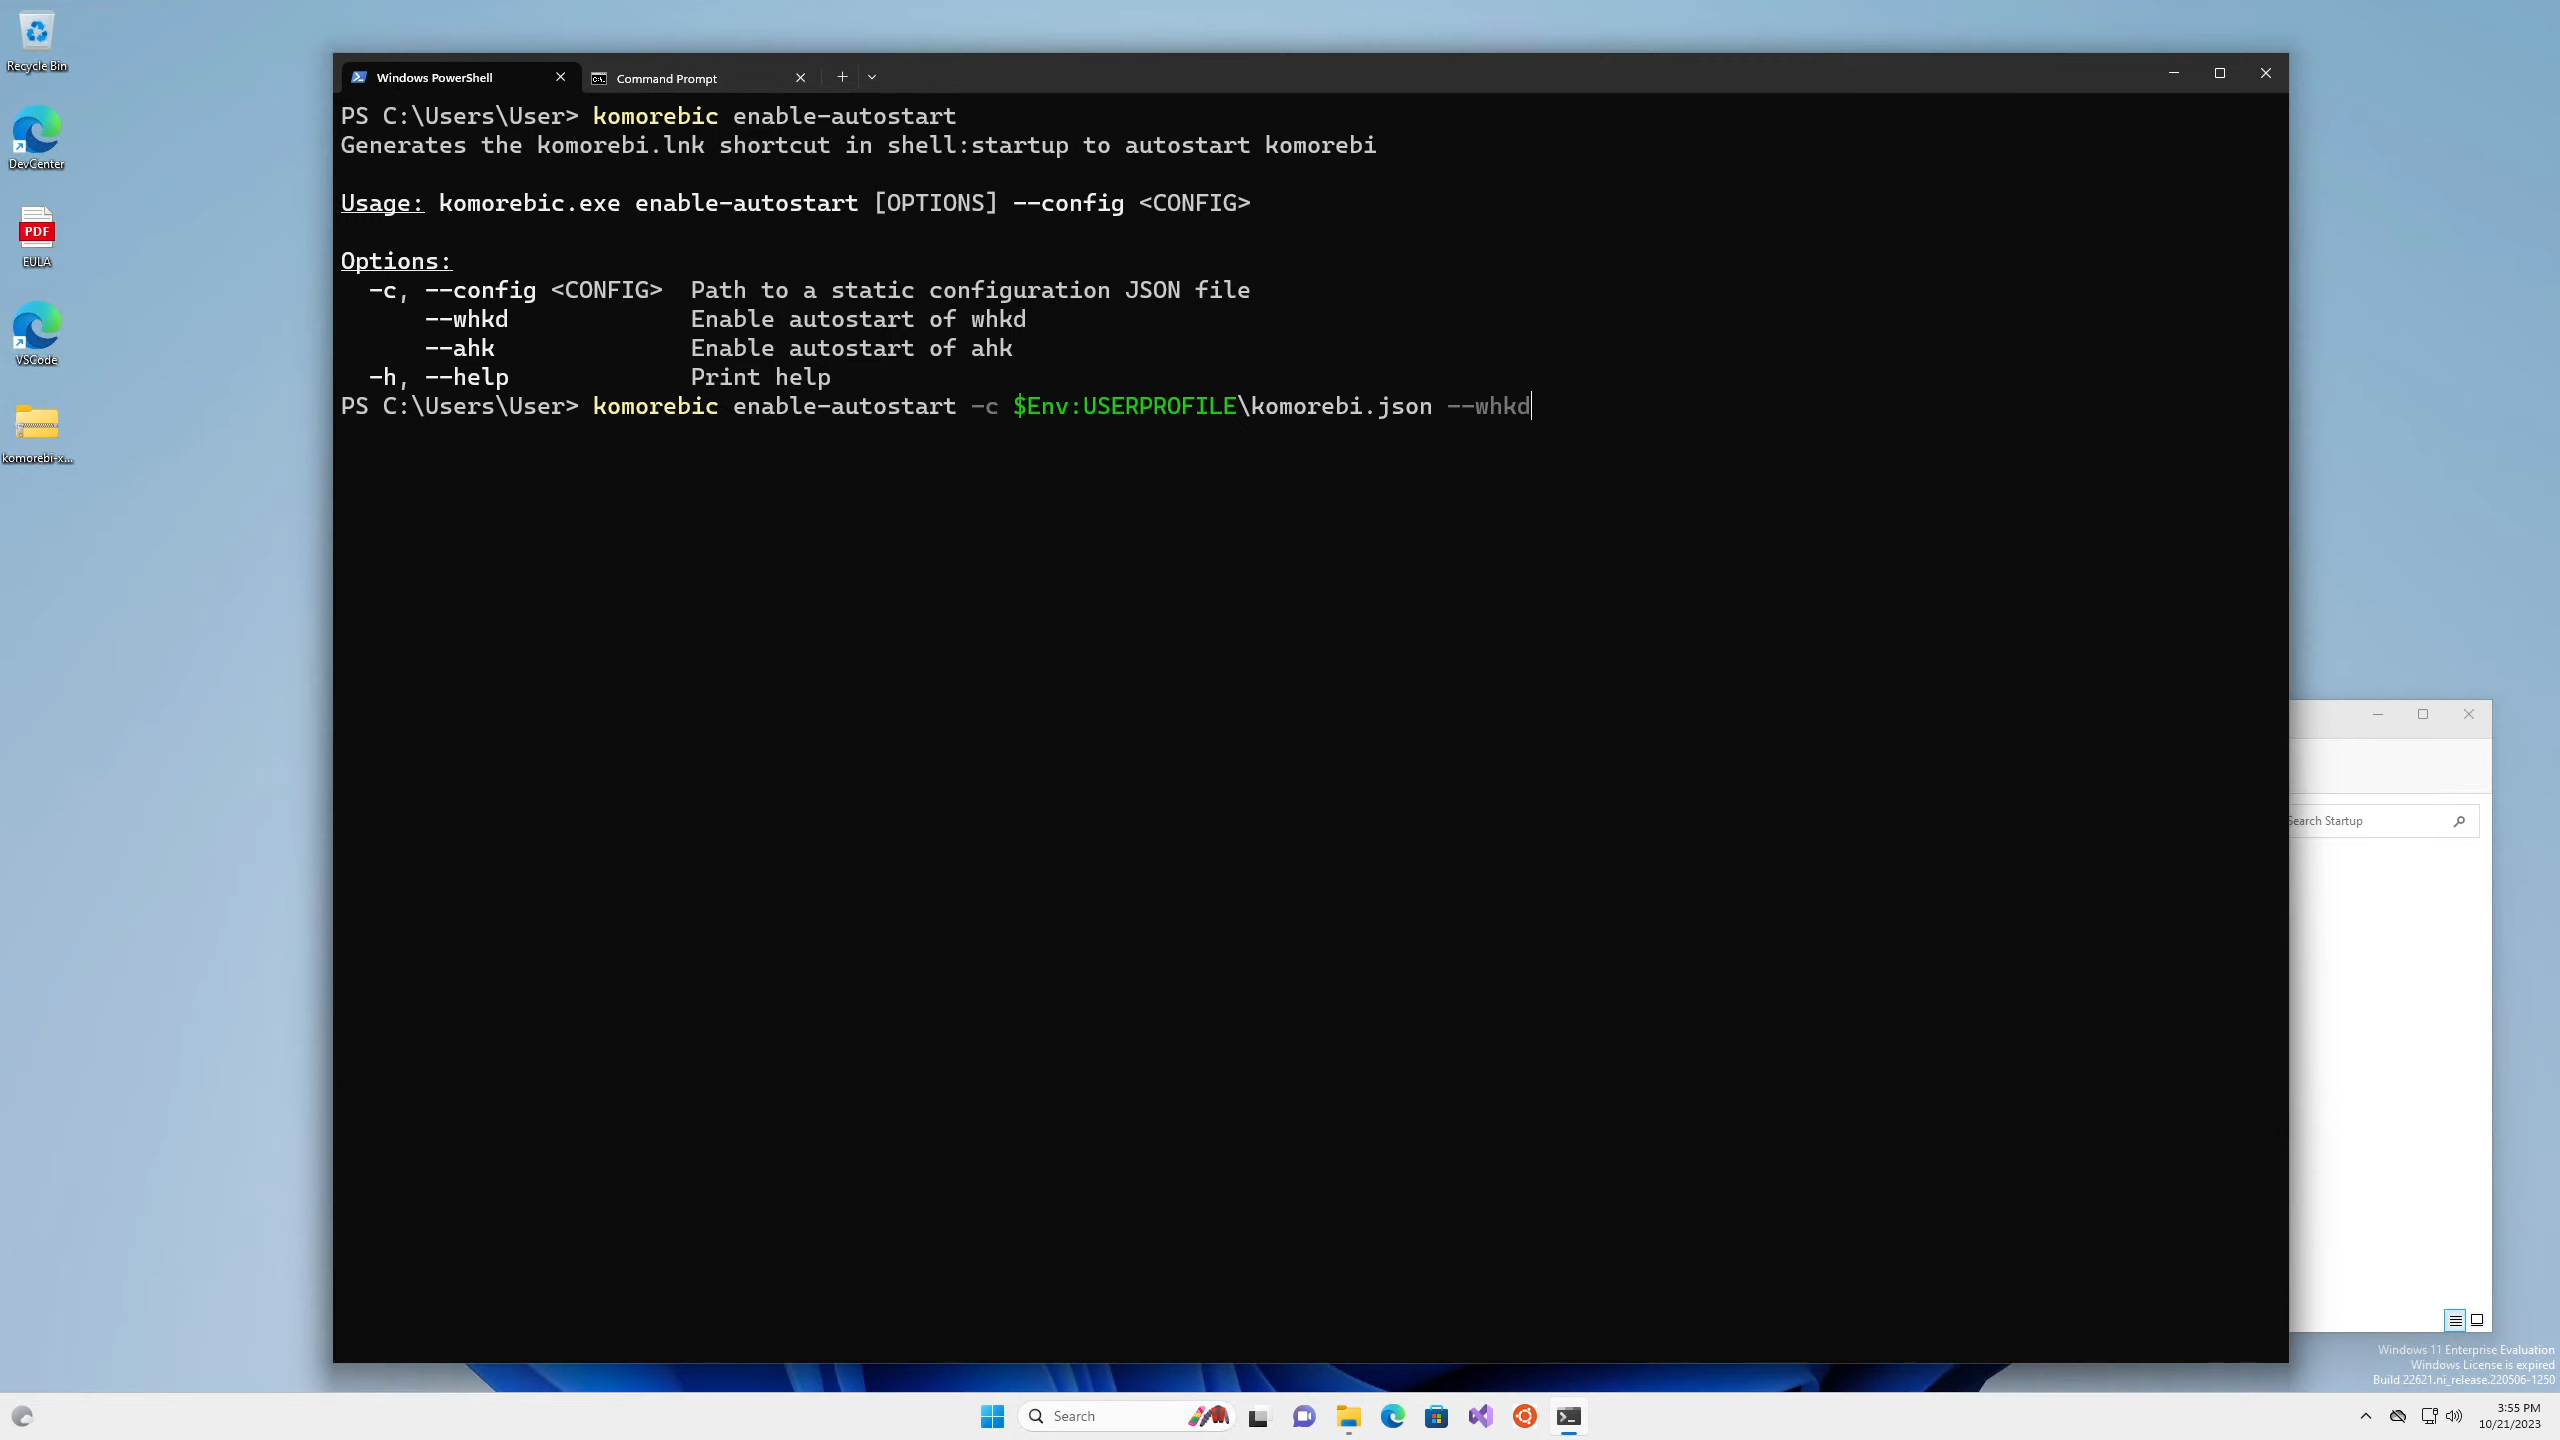 Recycle Bin
DevCenter
EULA
PDF
VSCode
komorebi-x...
Windows PowerShell
Command Prompt
PS C:\Users\User> komorebic enable-autostart
Generates the komorebi.lnk shortcut in shell:startup to autostart komorebi
Usage: komorebic.exe enable-autostart [OPTIONS] --config <CONFIG>
Options:
-c, --config <CONFIG>  Path to a static configuration JSON file
--whkd             Enable autostart of whkd
--ahk              Enable autostart of ahk
-h, --help             Print help
PS C:\Users\User> komorebic enable-autostart -c $Env:USERPROFILE\komorebi.json --whkd
Search Startup
Windows 11 Enterprise Evaluation
Windows License is expired
Build 22621.ni_release.220506-1250
Search
3:55 PM
10/21/2023